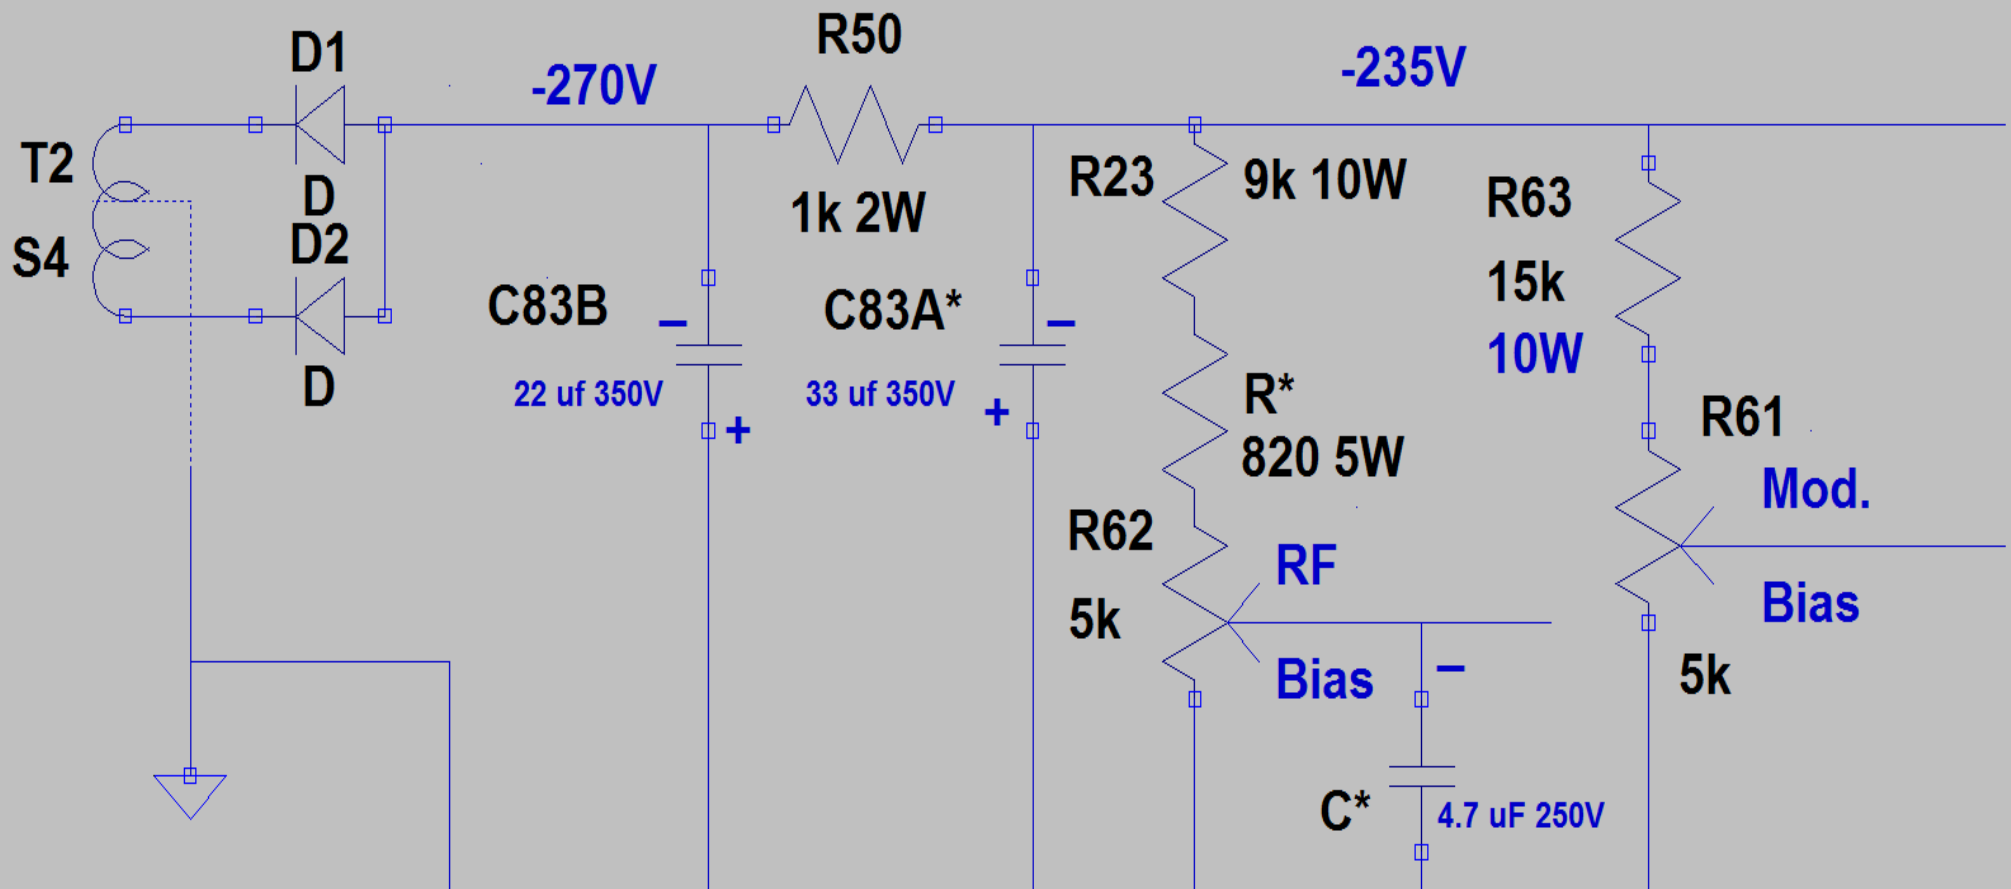 R50
D1
-270V
-235V
T2
R23
9k 10W
D
1k 2W
R63
D2
S4
15k
C83B
–
C83A*
–
10W
D
22 uf 350V
33 uf 350V
R*
+
+
820 5W
R61
Mod.
R62
RF
5k
Bias
Bias
–
5k
C*
4.7 uF 250V